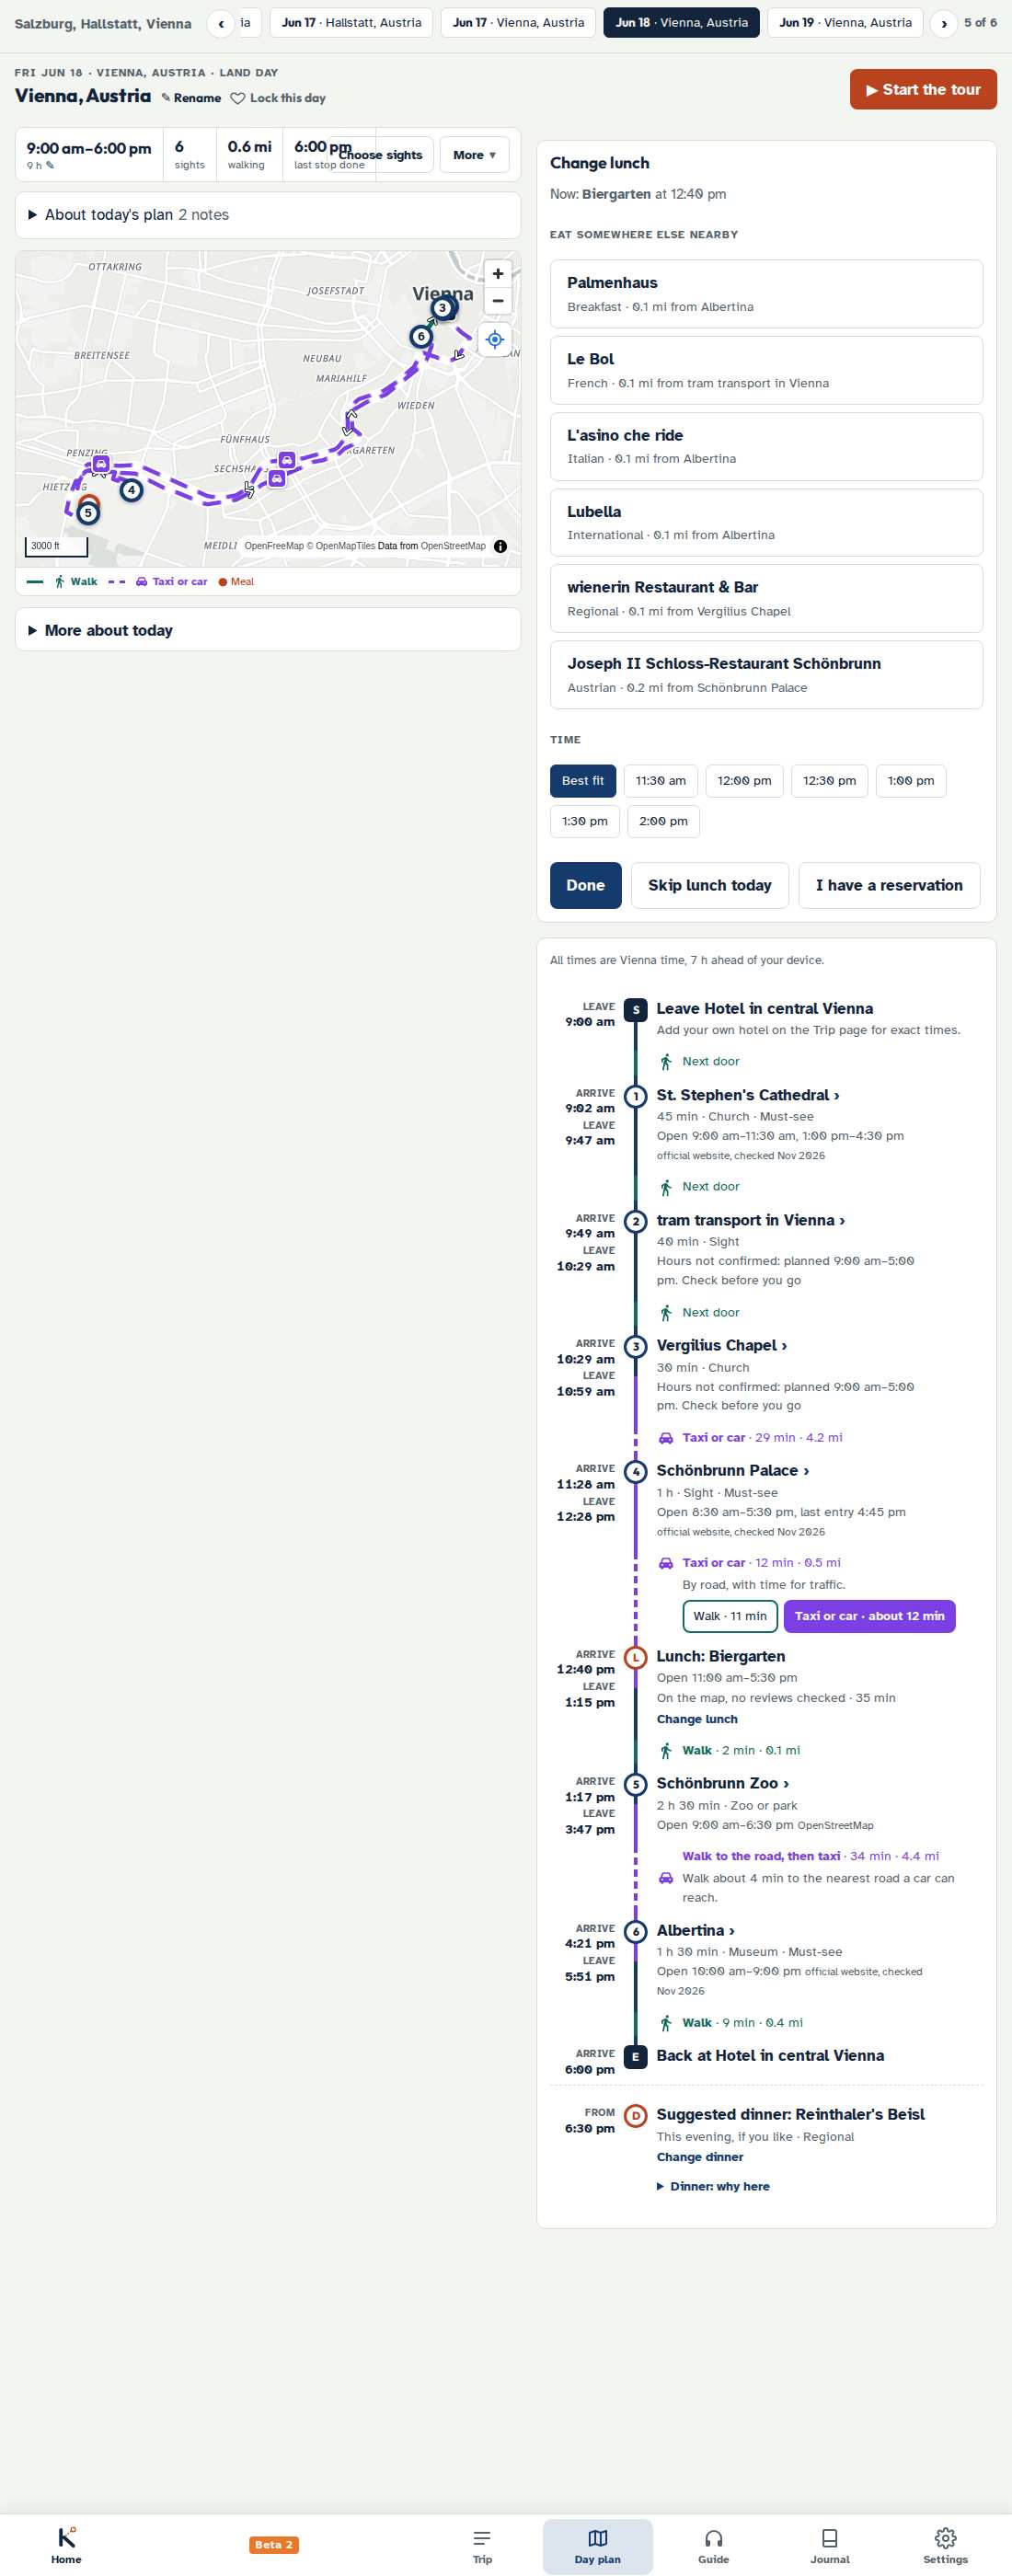 Salzburg, Hallstatt, Vienna
‹
ia
Jun 17 · Hallstatt, Austria
Jun 17 · Vienna, Austria
Jun 18 · Vienna, Austria
Jun 19 · Vienna, Austria
›
5 of 6
FRI JUN 18 · VIENNA, AUSTRIA · LAND DAY
Vienna, Austria
✎ Rename
Lock this day
▶ Start the tour
9:00 am–6:00 pm
9 h ✎
6
sights
0.6 mi
walking
6:00 pm
last stop done
Choose sights
More ▾
▶ About today's plan 2 notes
OTTAKRING
JOSEFSTADT
Vienna
3
6
BREITENSEE
NEUBAU
MARIAHILF
WIEDEN
FÜNFHAUS
PENZING
SECHSHA
4
5
MEIDLI
+
−
3000 ft
OpenFreeMap © OpenMapTiles Data from OpenStreetMap
Walk
Taxi or car
Meal
▶ More about today
Change lunch
Now: Biergarten at 12:40 pm
EAT SOMEWHERE ELSE NEARBY
Palmenhaus
Breakfast · 0.1 mi from Albertina
Le Bol
French · 0.1 mi from tram transport in Vienna
L'asino che ride
Italian · 0.1 mi from Albertina
Lubella
International · 0.1 mi from Albertina
wienerin Restaurant & Bar
Regional · 0.1 mi from Vergilius Chapel
Joseph II Schloss-Restaurant Schönbrunn
Austrian · 0.2 mi from Schönbrunn Palace
TIME
Best fit
11:30 am
12:00 pm
12:30 pm
1:00 pm
1:30 pm
2:00 pm
Done
Skip lunch today
I have a reservation
All times are Vienna time, 7 h ahead of your device.
LEAVE
9:00 am
S
Leave Hotel in central Vienna
Add your own hotel on the Trip page for exact times.
Next door
ARRIVE
9:02 am
LEAVE
9:47 am
1
St. Stephen's Cathedral ›
45 min · Church · Must-see
Open 9:00 am–11:30 am, 1:00 pm–4:30 pm
official website, checked Nov 2026
Next door
ARRIVE
9:49 am
LEAVE
10:29 am
2
tram transport in Vienna ›
40 min · Sight
Hours not confirmed: planned 9:00 am–5:00
pm. Check before you go
Next door
ARRIVE
10:29 am
LEAVE
10:59 am
3
Vergilius Chapel ›
30 min · Church
Hours not confirmed: planned 9:00 am–5:00
pm. Check before you go
Taxi or car · 29 min · 4.2 mi
ARRIVE
11:28 am
LEAVE
12:28 pm
4
Schönbrunn Palace ›
1 h · Sight · Must-see
Open 8:30 am–5:30 pm, last entry 4:45 pm
official website, checked Nov 2026
Taxi or car · 12 min · 0.5 mi
By road, with time for traffic.
Walk · 11 min
Taxi or car · about 12 min
ARRIVE
12:40 pm
LEAVE
1:15 pm
L
Lunch: Biergarten
Open 11:00 am–5:30 pm
On the map, no reviews checked · 35 min
Change lunch
Walk · 2 min · 0.1 mi
ARRIVE
1:17 pm
LEAVE
3:47 pm
5
Schönbrunn Zoo ›
2 h 30 min · Zoo or park
Open 9:00 am–6:30 pm OpenStreetMap
Walk to the road, then taxi · 34 min · 4.4 mi
Walk about 4 min to the nearest road a car can
reach.
ARRIVE
4:21 pm
LEAVE
5:51 pm
6
Albertina ›
1 h 30 min · Museum · Must-see
Open 10:00 am–9:00 pm official website, checked
Nov 2026
Walk · 9 min · 0.4 mi
ARRIVE
6:00 pm
E
Back at Hotel in central Vienna
FROM
6:30 pm
D
Suggested dinner: Reinthaler's Beisl
This evening, if you like · Regional
Change dinner
▶ Dinner: why here
Home
Beta 2
Trip
Day plan
Guide
Journal
Settings